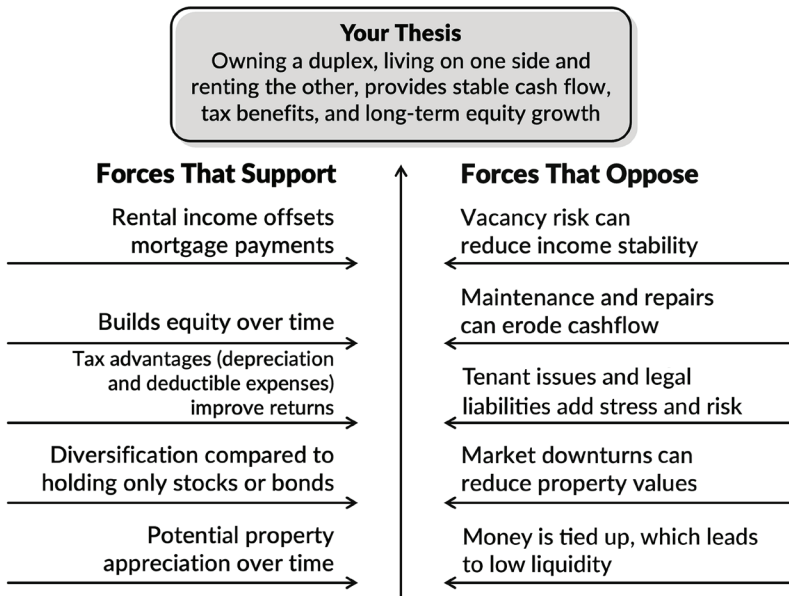 Your Thesis
Owning a duplex, living on one side and
renting the other, provides stable cash flow,
tax benefits, and long-term equity growth
Forces That Support
Rental income offsets
mortgage payments
Builds equity over time
Tax advantages (depreciation
and deductible expenses)
improve returns
Diversification compared to
holding only stocks or bonds
Potential property
appreciation over time
Forces That Oppose
Vacancy risk can
reduce income stability
Maintenance and repairs
can erode cashflow
Tenant issues and legal
liabilities add stress and risk
Market downturns can
reduce property values
Money is tied up, which leads
to low liquidity